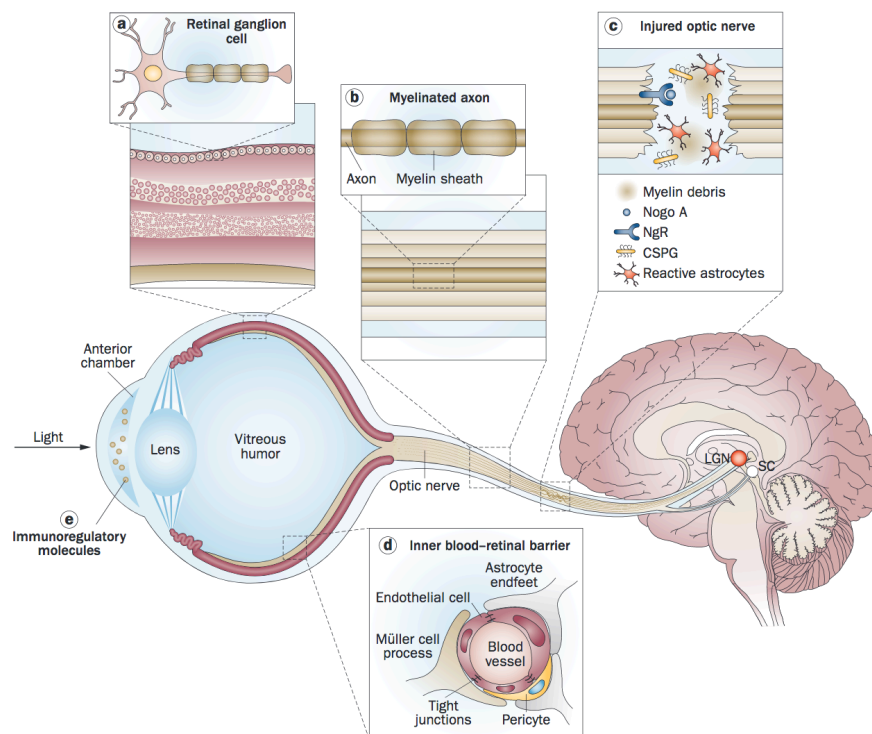 a
Retinal ganglion
cell
b
Myelinated axon
Axon
Myelin sheath
c
Injured optic nerve
Myelin debris
Nogo A
NgR
CSPG
Reactive astrocytes
Anterior
chamber
Light
Lens
Vitreous
humor
Optic nerve
LGN
SC
e
Immunoregulatory
molecules
d
Inner blood–retinal barrier
Astrocyte
endfeet
Endothelial cell
Müller cell
process
Blood
vessel
Tight
junctions
Pericyte